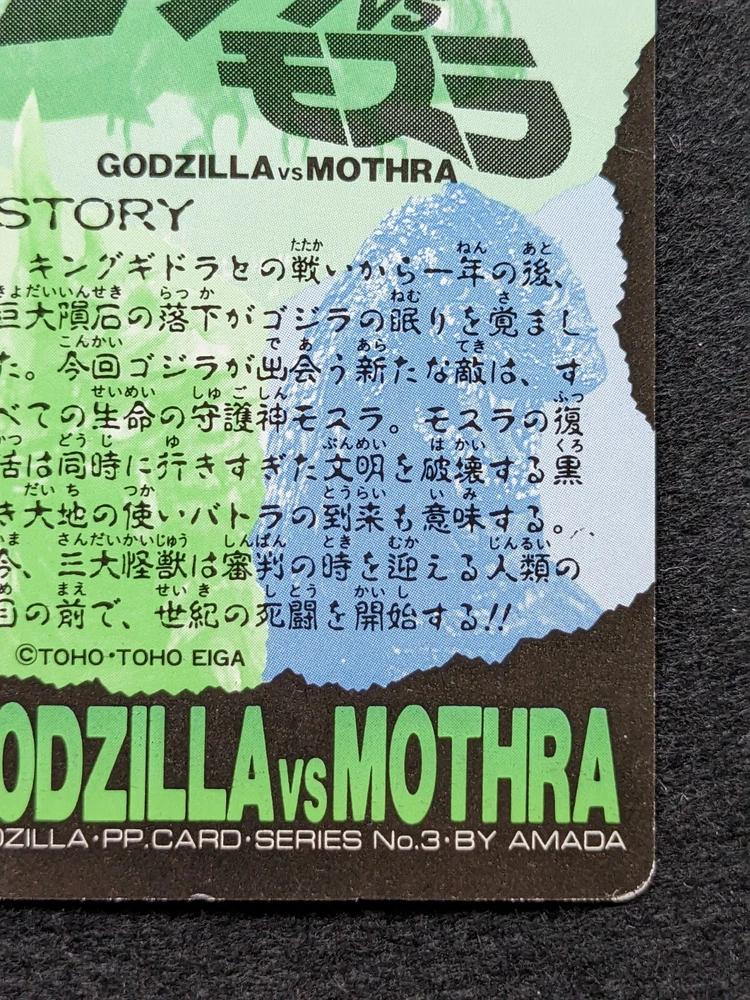 VS
モスラ
GODZILLA VS MOTHRA
STORY
キングギドラとの戦いから一年の後、
巨大隕石の落下がゴジラの眠りを覚まし
た。今回ゴジラが出会う新たな敵は、す
べての生命の守護神モスラ。モスラの復
活は同時に行きすぎた文明を破壊する黒
き大地の使いバトラの到来も意味する。
今、三大怪獣は審判の時を迎える人類の
目の前で、世紀の死闘を開始する!!
©TOHO・TOHO EIGA
ODZILLA VS MOTHRA
DZILLA・PP.CARD・SERIES No.3・BY AMADA